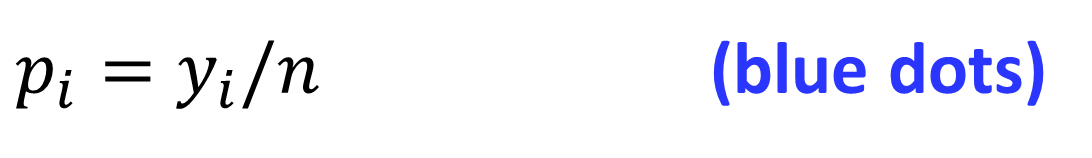 pᵢ = yᵢ/n (blue dots)